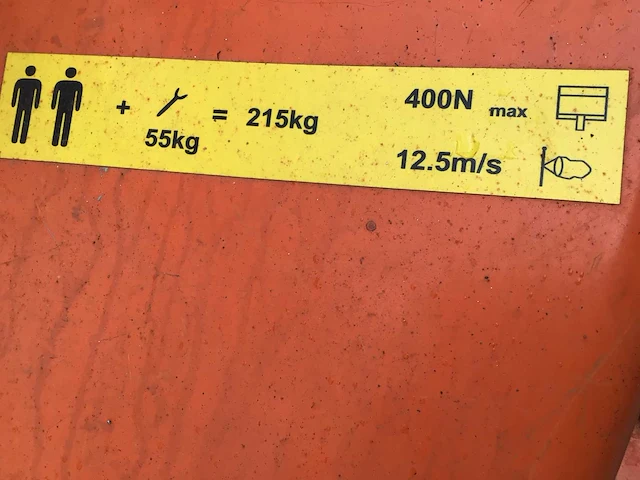 + 55kg = 215kg
400N max
12.5m/s